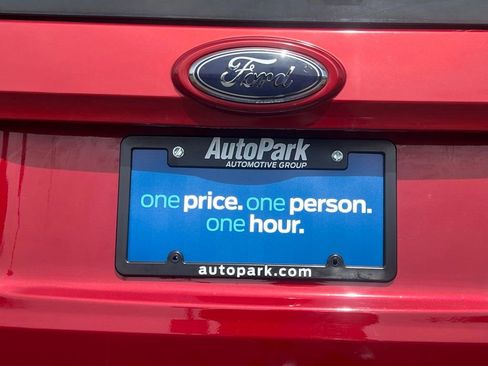 Ford
AutoPark
AUTOMOTIVE GROUP
one price. one person.
one hour.
autopark.com